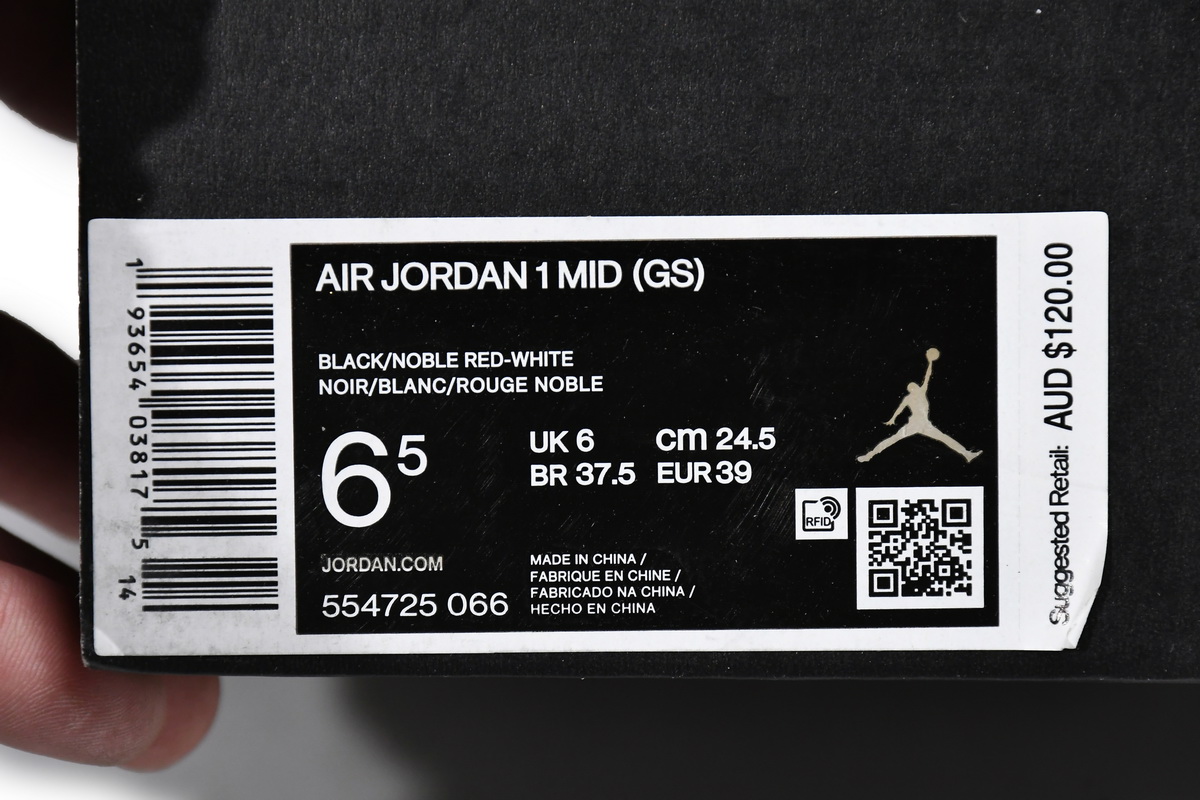 AIR JORDAN 1 MID (GS)
BLACK/NOBLE RED-WHITE
NOIR/BLANC/ROUGE NOBLE
6 5
UK 6 cm 24.5
BR 37.5 EUR 39
RFID
JORDAN.COM
554725 066
MADE IN CHINA /
FABRIQUE EN CHINE /
FABRICADO NA CHINA /
HECHO EN CHINA
1 93654 03817 5 14
Suggested Retail: AUD $120.00